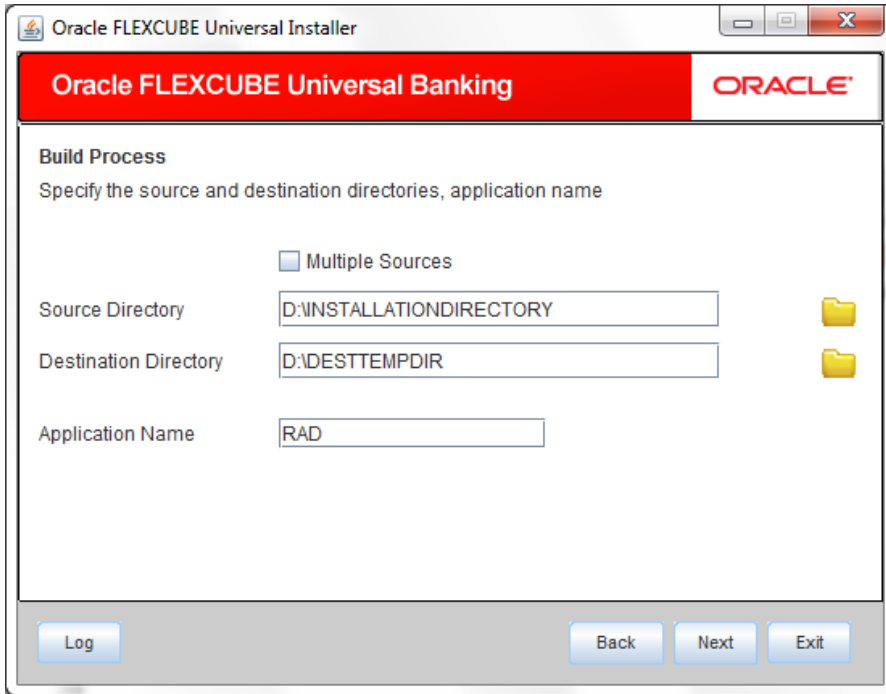 Oracle FLEXCUBE Universal Installer
Oracle FLEXCUBE Universal Banking
ORACLE
Build Process
Specify the source and destination directories, application name
Multiple Sources
Source Directory D:\INSTALLATIONDIRECTORY
Destination Directory D:\DESTTEMPDIR
Application Name RAD
Log Back Next Exit